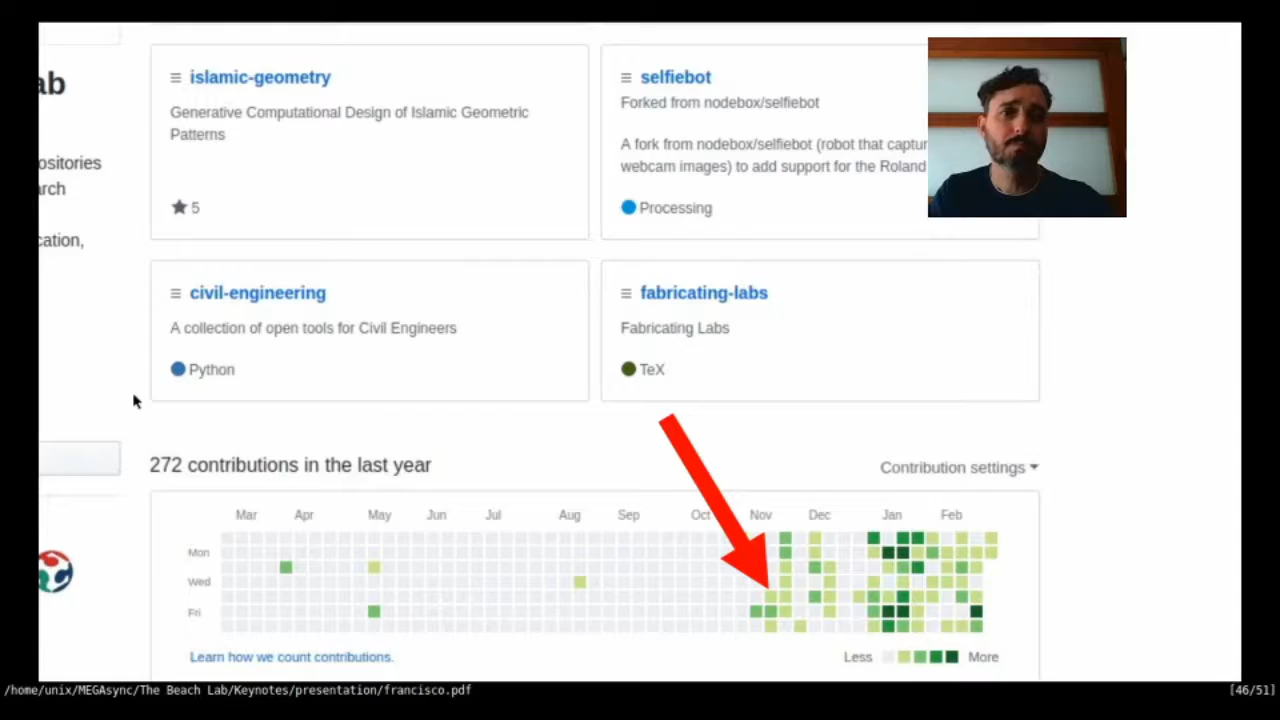 ab
ositories
rch
cation,
islamic-geometry
Generative Computational Design of Islamic Geometric
Patterns
5
selfiebot
Forked from nodebox/selfiebot
A fork from nodebox/selfiebot (robot that captur
webcam images) to add support for the Roland
Processing
civil-engineering
A collection of open tools for Civil Engineers
Python
fabricating-labs
Fabricating Labs
TeX
272 contributions in the last year
Contribution settings
Mar Apr May Jun Jul Aug Sep Oct Nov Dec Jan Feb
Mon
Wed
Fri
Learn how we count contributions.
Less More
/home/unix/MEGAsync/The Beach Lab/Keynotes/presentation/francisco.pdf [46/51]